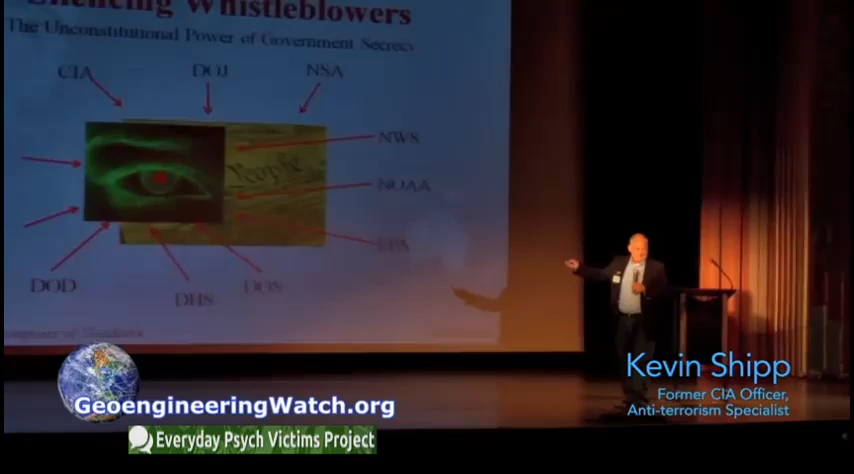 Silencing Whistleblowers
The Unconstitutional Power of Government Secrecy
CIA
DOJ
NSA
NWS
People
NOAA
EPA
DOD
DHS
DOS
Kevin Shipp
Former CIA Officer,
Anti-terrorism Specialist
GeoengineeringWatch.org
Everyday Psych Victims Project